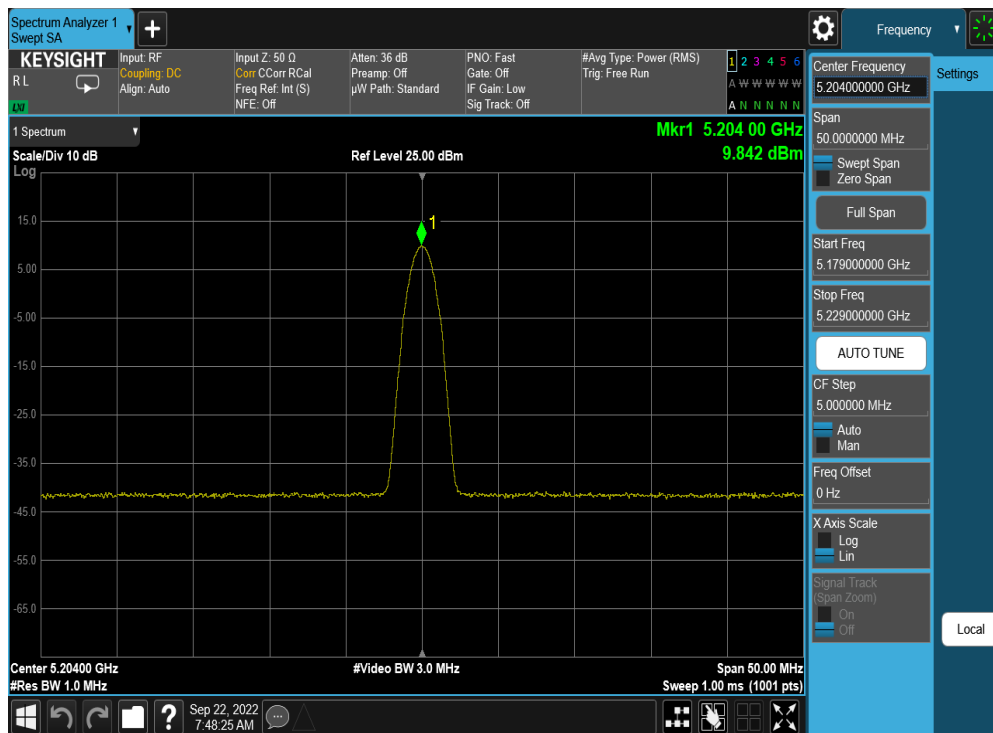 Spectrum Analyzer 1
Swept SA
Frequency
KEYSIGHT
R L
LNI
Input: RF
Coupling: DC
Align: Auto
Input Z: 50 Ω
Corr CCorr RCal
Freq Ref: Int (S)
NFE: Off
Atten: 36 dB
Preamp: Off
µW Path: Standard
PNO: Fast
Gate: Off
IF Gain: Low
Sig Track: Off
#Avg Type: Power (RMS)
Trig: Free Run
1 2 3 4 5 6
A W W W W W
A N N N N N
1 Spectrum
Scale/Div 10 dB
Log
Ref Level 25.00 dBm
Mkr1 5.204 00 GHz
9.842 dBm
1
15.0
5.00
-5.00
-15.0
-25.0
-35.0
-45.0
-55.0
-65.0
Center 5.20400 GHz
#Res BW 1.0 MHz
#Video BW 3.0 MHz
Span 50.00 MHz
Sweep 1.00 ms (1001 pts)
Center Frequency
5.204000000 GHz
Span
50.0000000 MHz
Swept Span
Zero Span
Full Span
Start Freq
5.179000000 GHz
Stop Freq
5.229000000 GHz
AUTO TUNE
CF Step
5.000000 MHz
Auto
Man
Freq Offset
0 Hz
X Axis Scale
Log
Lin
Signal Track
(Span Zoom)
On
Off
Settings
Local
?
Sep 22, 2022
7:48:25 AM